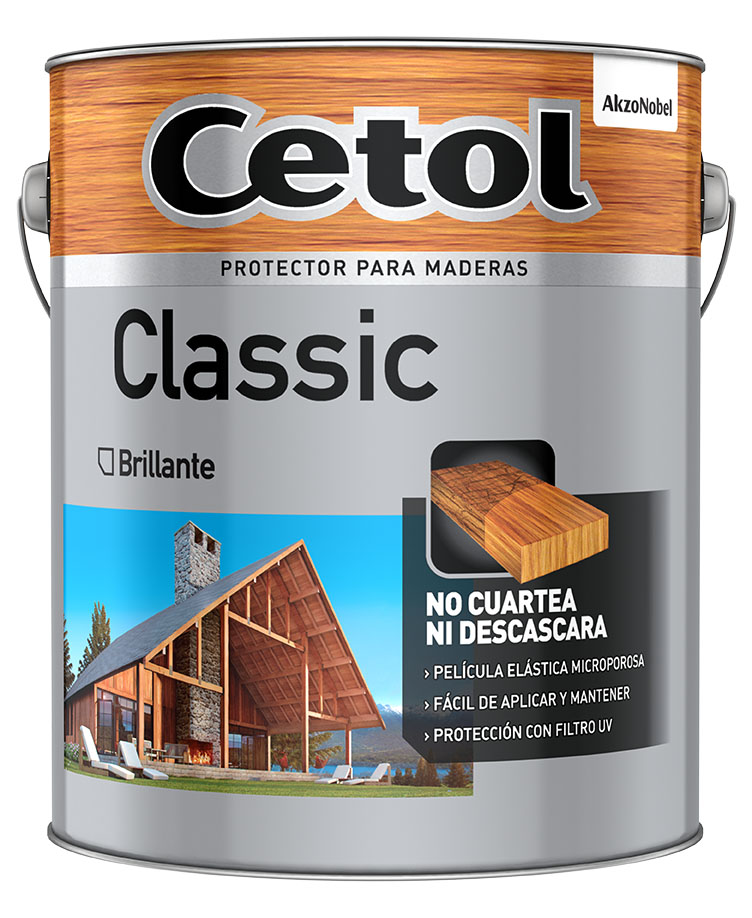 AkzoNobel
Cetol
PROTECTOR PARA MADERAS
Classic
Brillante
NO CUARTEA
NI DESCASCARA
› PELÍCULA ELÁSTICA MICROPOROSA
› FÁCIL DE APLICAR Y MANTENER
› PROTECCIÓN CON FILTRO UV